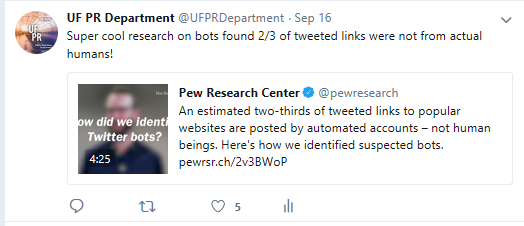 UF PR Department @UFPRDepartment · Sep 16
Super cool research on bots found 2/3 of tweeted links were not from actual
humans!
UF
PR
Pew Research Center @pewresearch
An estimated two-thirds of tweeted links to popular
websites are posted by automated accounts – not human
beings. Here's how we identified suspected bots.
pewrsr.ch/2v3BWoP
ow did we identi
Twitter bots?
4:25
5